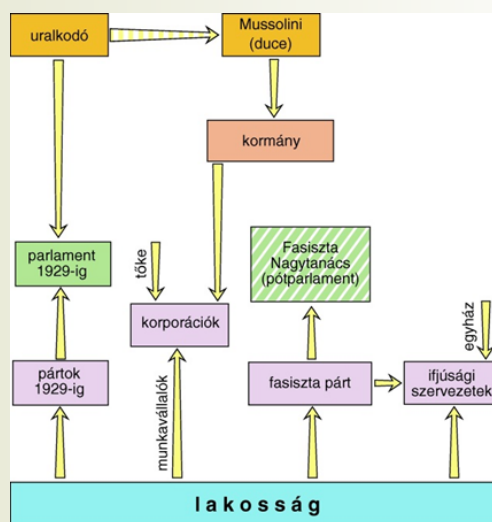 uralkodó
Mussolini
(duce)
kormány
parlament
1929-ig
tőke
Fasiszta
Nagytanács
(pótparlament)
korporációk
egyház
pártok
1929-ig
munkavállalók
fasiszta párt
ifjúsági
szervezetek
lakosság